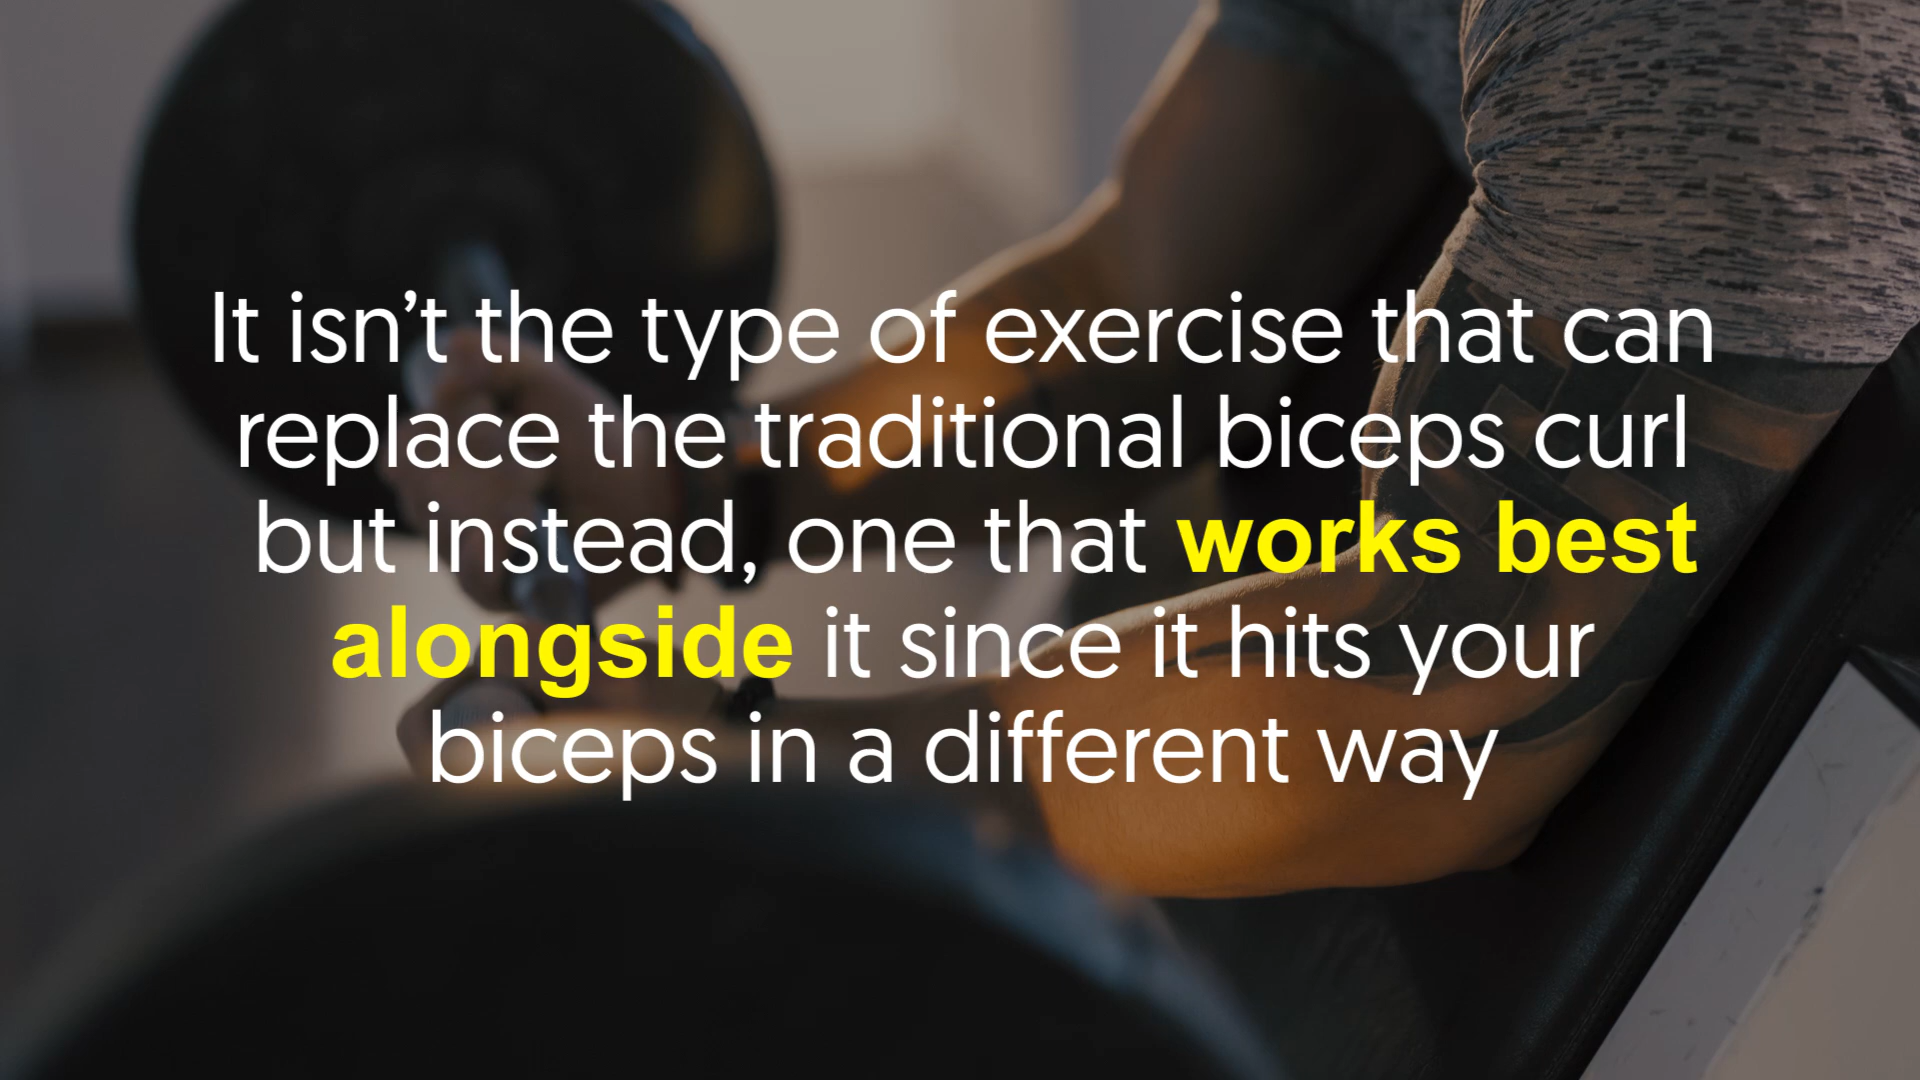 It isn’t the type of exercise that can
replace the traditional biceps curl
but instead, one that works best
alongside it since it hits your
biceps in a different way